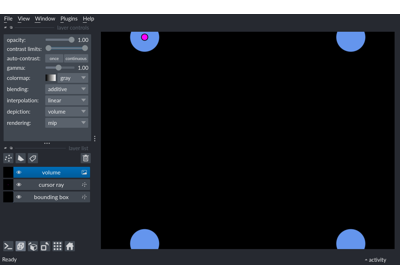 File View Window Plugins Help
layer controls
opacity: 1.00
contrast limits:
auto-contrast: once continuous
gamma: 1.00
colormap: gray
blending: additive
interpolation: linear
depiction: volume
rendering: mip
layer list
volume
cursor ray
bounding box
Ready
activity